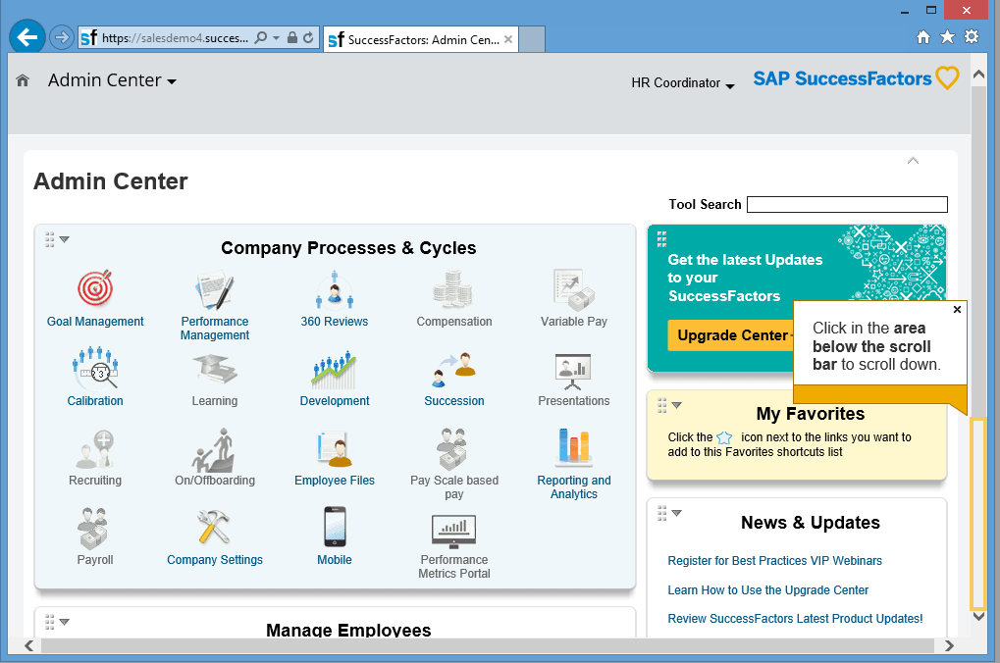 https://salesdemo4.succes...
SuccessFactors: Admin Cen...
Admin Center
HR Coordinator
SAP SuccessFactors
Admin Center
Tool Search
Company Processes & Cycles
Goal Management
Performance
Management
360 Reviews
Compensation
Variable Pay
Calibration
Learning
Development
Succession
Presentations
Recruiting
On/Offboarding
Employee Files
Pay Scale based
pay
Reporting and
Analytics
Payroll
Company Settings
Mobile
Performance
Metrics Portal
Manage Employees
Get the latest Updates
to your
SuccessFactors
Upgrade Center
Click in the area
below the scroll
bar to scroll down.
My Favorites
Click the icon next to the links you want to
add to this Favorites shortcuts list
News & Updates
Register for Best Practices VIP Webinars
Learn How to Use the Upgrade Center
Review SuccessFactors Latest Product Updates!